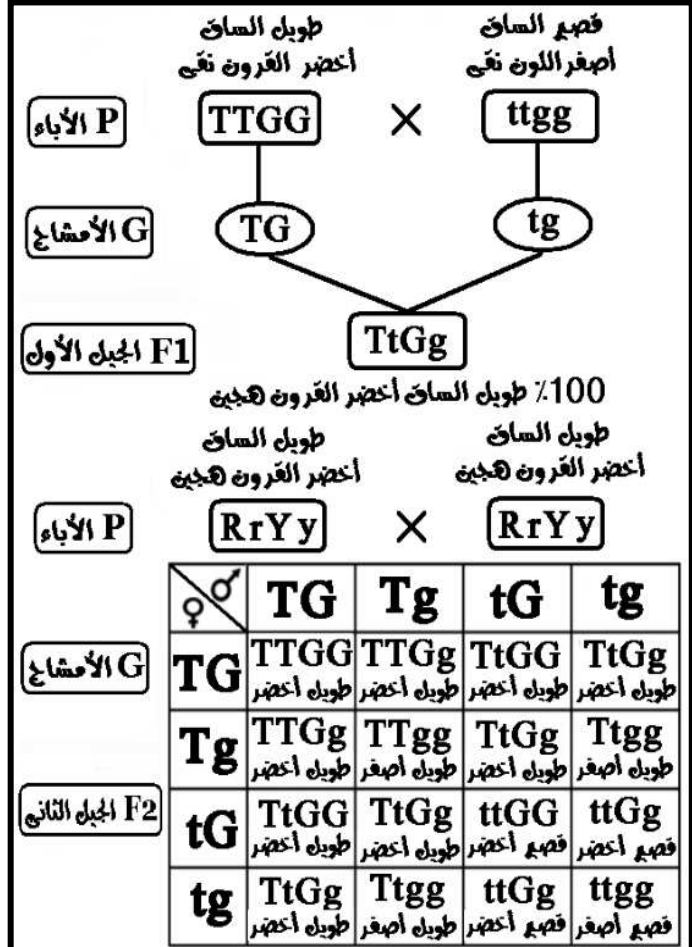 طويل الساق قصير الساق
أخضر القرون نقى أصفر اللون نقى
P الأباء TTGG × ttgg
G الأمشاج TG tg
F1 الجيل الأول TtGg
100٪ طويل الساق أخضر القرون هجين
طويل الساق طويل الساق
أخضر القرون هجين أخضر القرون هجين
P الأباء RrYy × RrYy
♀ ♂ TG Tg tG tg
G الأمشاج TG TTGG TTGg TtGG TtGg
طويل أخضر طويل أخضر طويل أخضر طويل أخضر
Tg TTGg TTgg TtGg Ttgg
طويل أخضر طويل أصفر طويل أخضر طويل أصفر
F2 الجيل الثانى tG TtGG TtGg ttGG ttGg
طويل أخضر طويل أخضر قصير أخضر قصير أخضر
tg TtGg Ttgg ttGg ttgg
طويل أخضر طويل أصفر قصير أخضر قصير أصفر